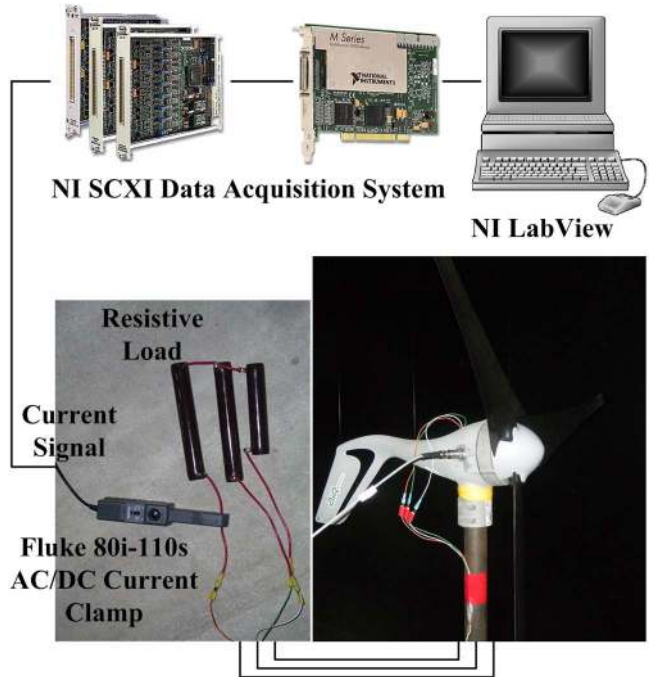 M Series
NATIONAL
INSTRUMENTS
NI SCXI Data Acquisition System
NI LabView
Resistive
Load
Current
Signal
Fluke 80i-110s
AC/DC Current
Clamp